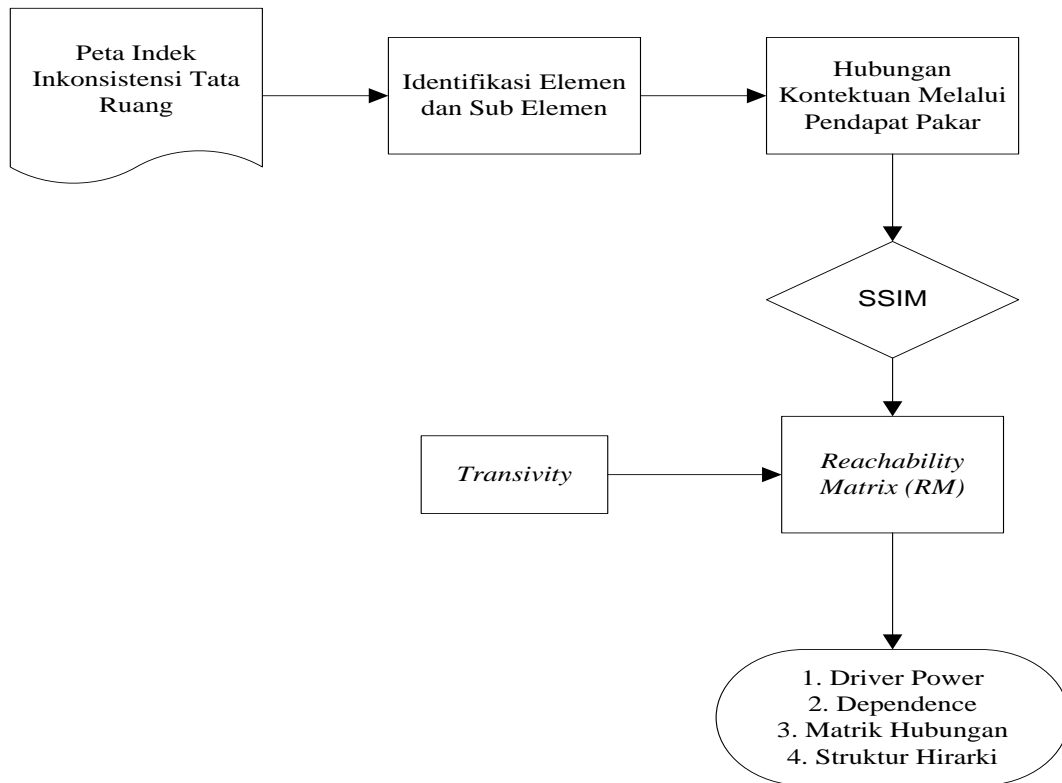 Peta Indek
Inkonsistensi Tata
Ruang
Identifikasi Elemen
dan Sub Elemen
Hubungan
Kontektuan Melalui
Pendapat Pakar
SSIM
Transivity
Reachability
Matrix (RM)
1. Driver Power
2. Dependence
3. Matrik Hubungan
4. Struktur Hirarki